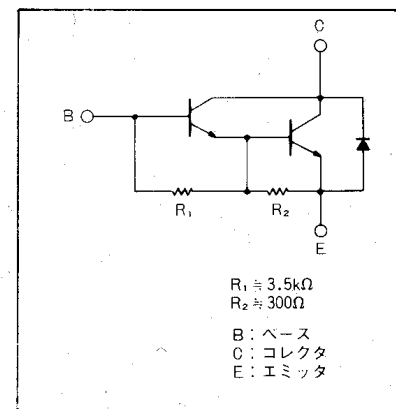 C
B
R₁
R₂
E
R₁≒3.5kΩ
R₂≒300Ω
B：ベース
C：コレクタ
E：エミッタ